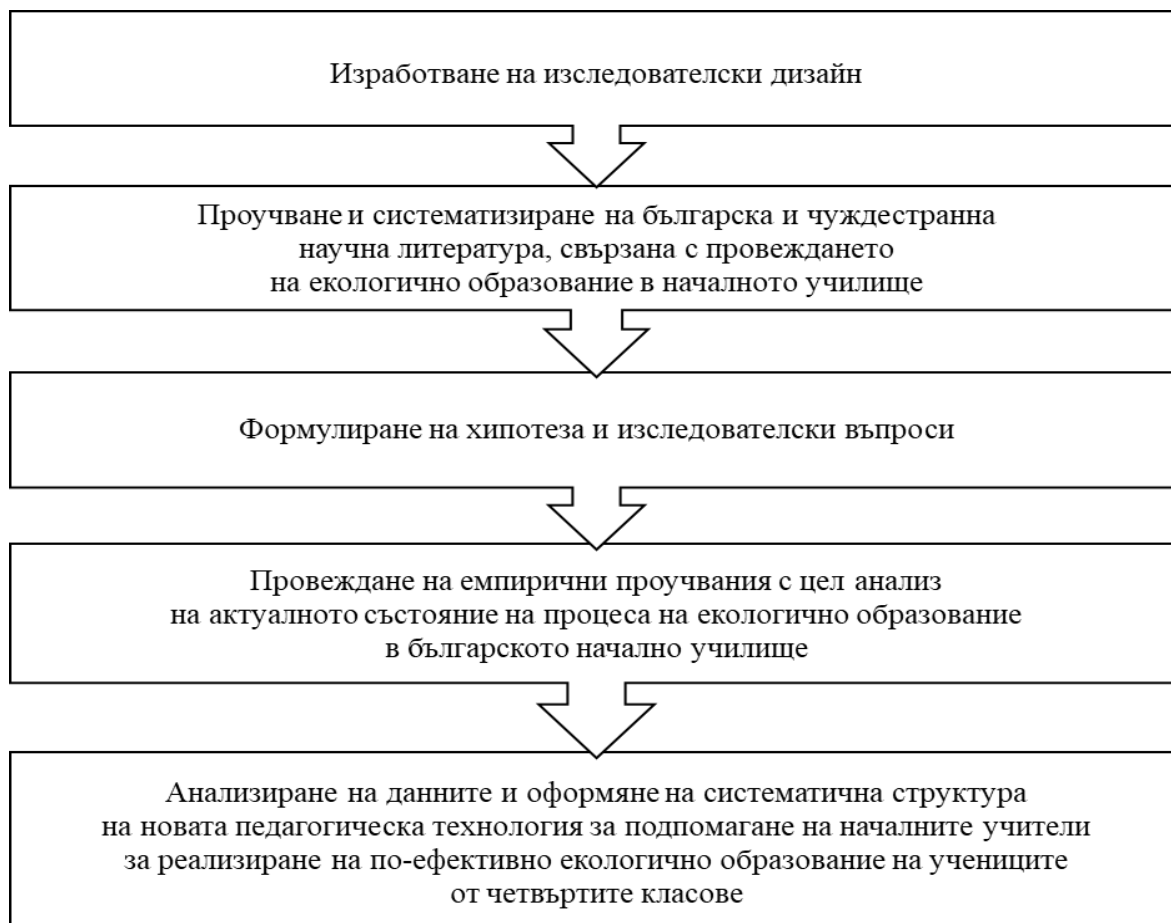 Изработване на изследователски дизайн
Проучване и систематизиране на българска и чуждестранна
научна литература, свързана с провеждането
на екологично образование в началното училище
Формулиране на хипотеза и изследователски въпроси
Провеждане на емпирични проучвания с цел анализ
на актуалното състояние на процеса на екологично образование
в българското начално училище
Анализиране на данните и оформяне на систематична структура
на новата педагогическа технология за подпомагане на началните учители
за реализиране на по-ефективно екологично образование на учениците
от четвъртите класове